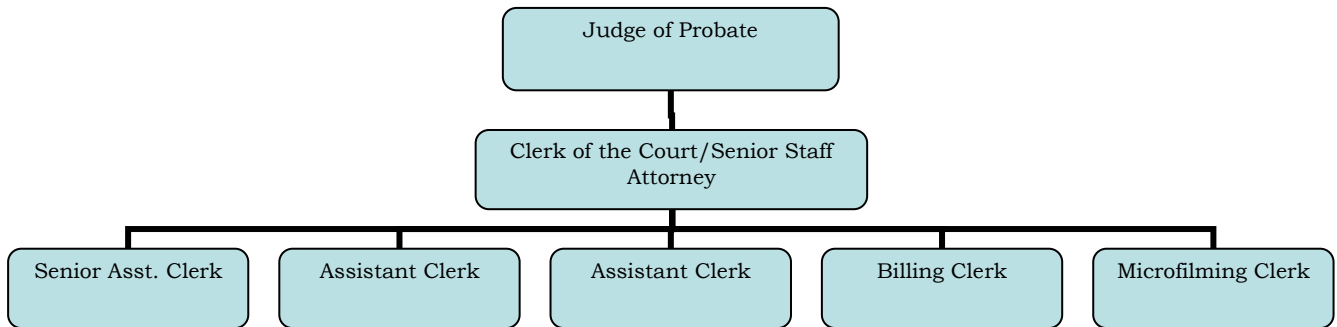 Judge of Probate
Clerk of the Court/Senior Staff
Attorney
Senior Asst. Clerk
Assistant Clerk
Assistant Clerk
Billing Clerk
Microfilming Clerk